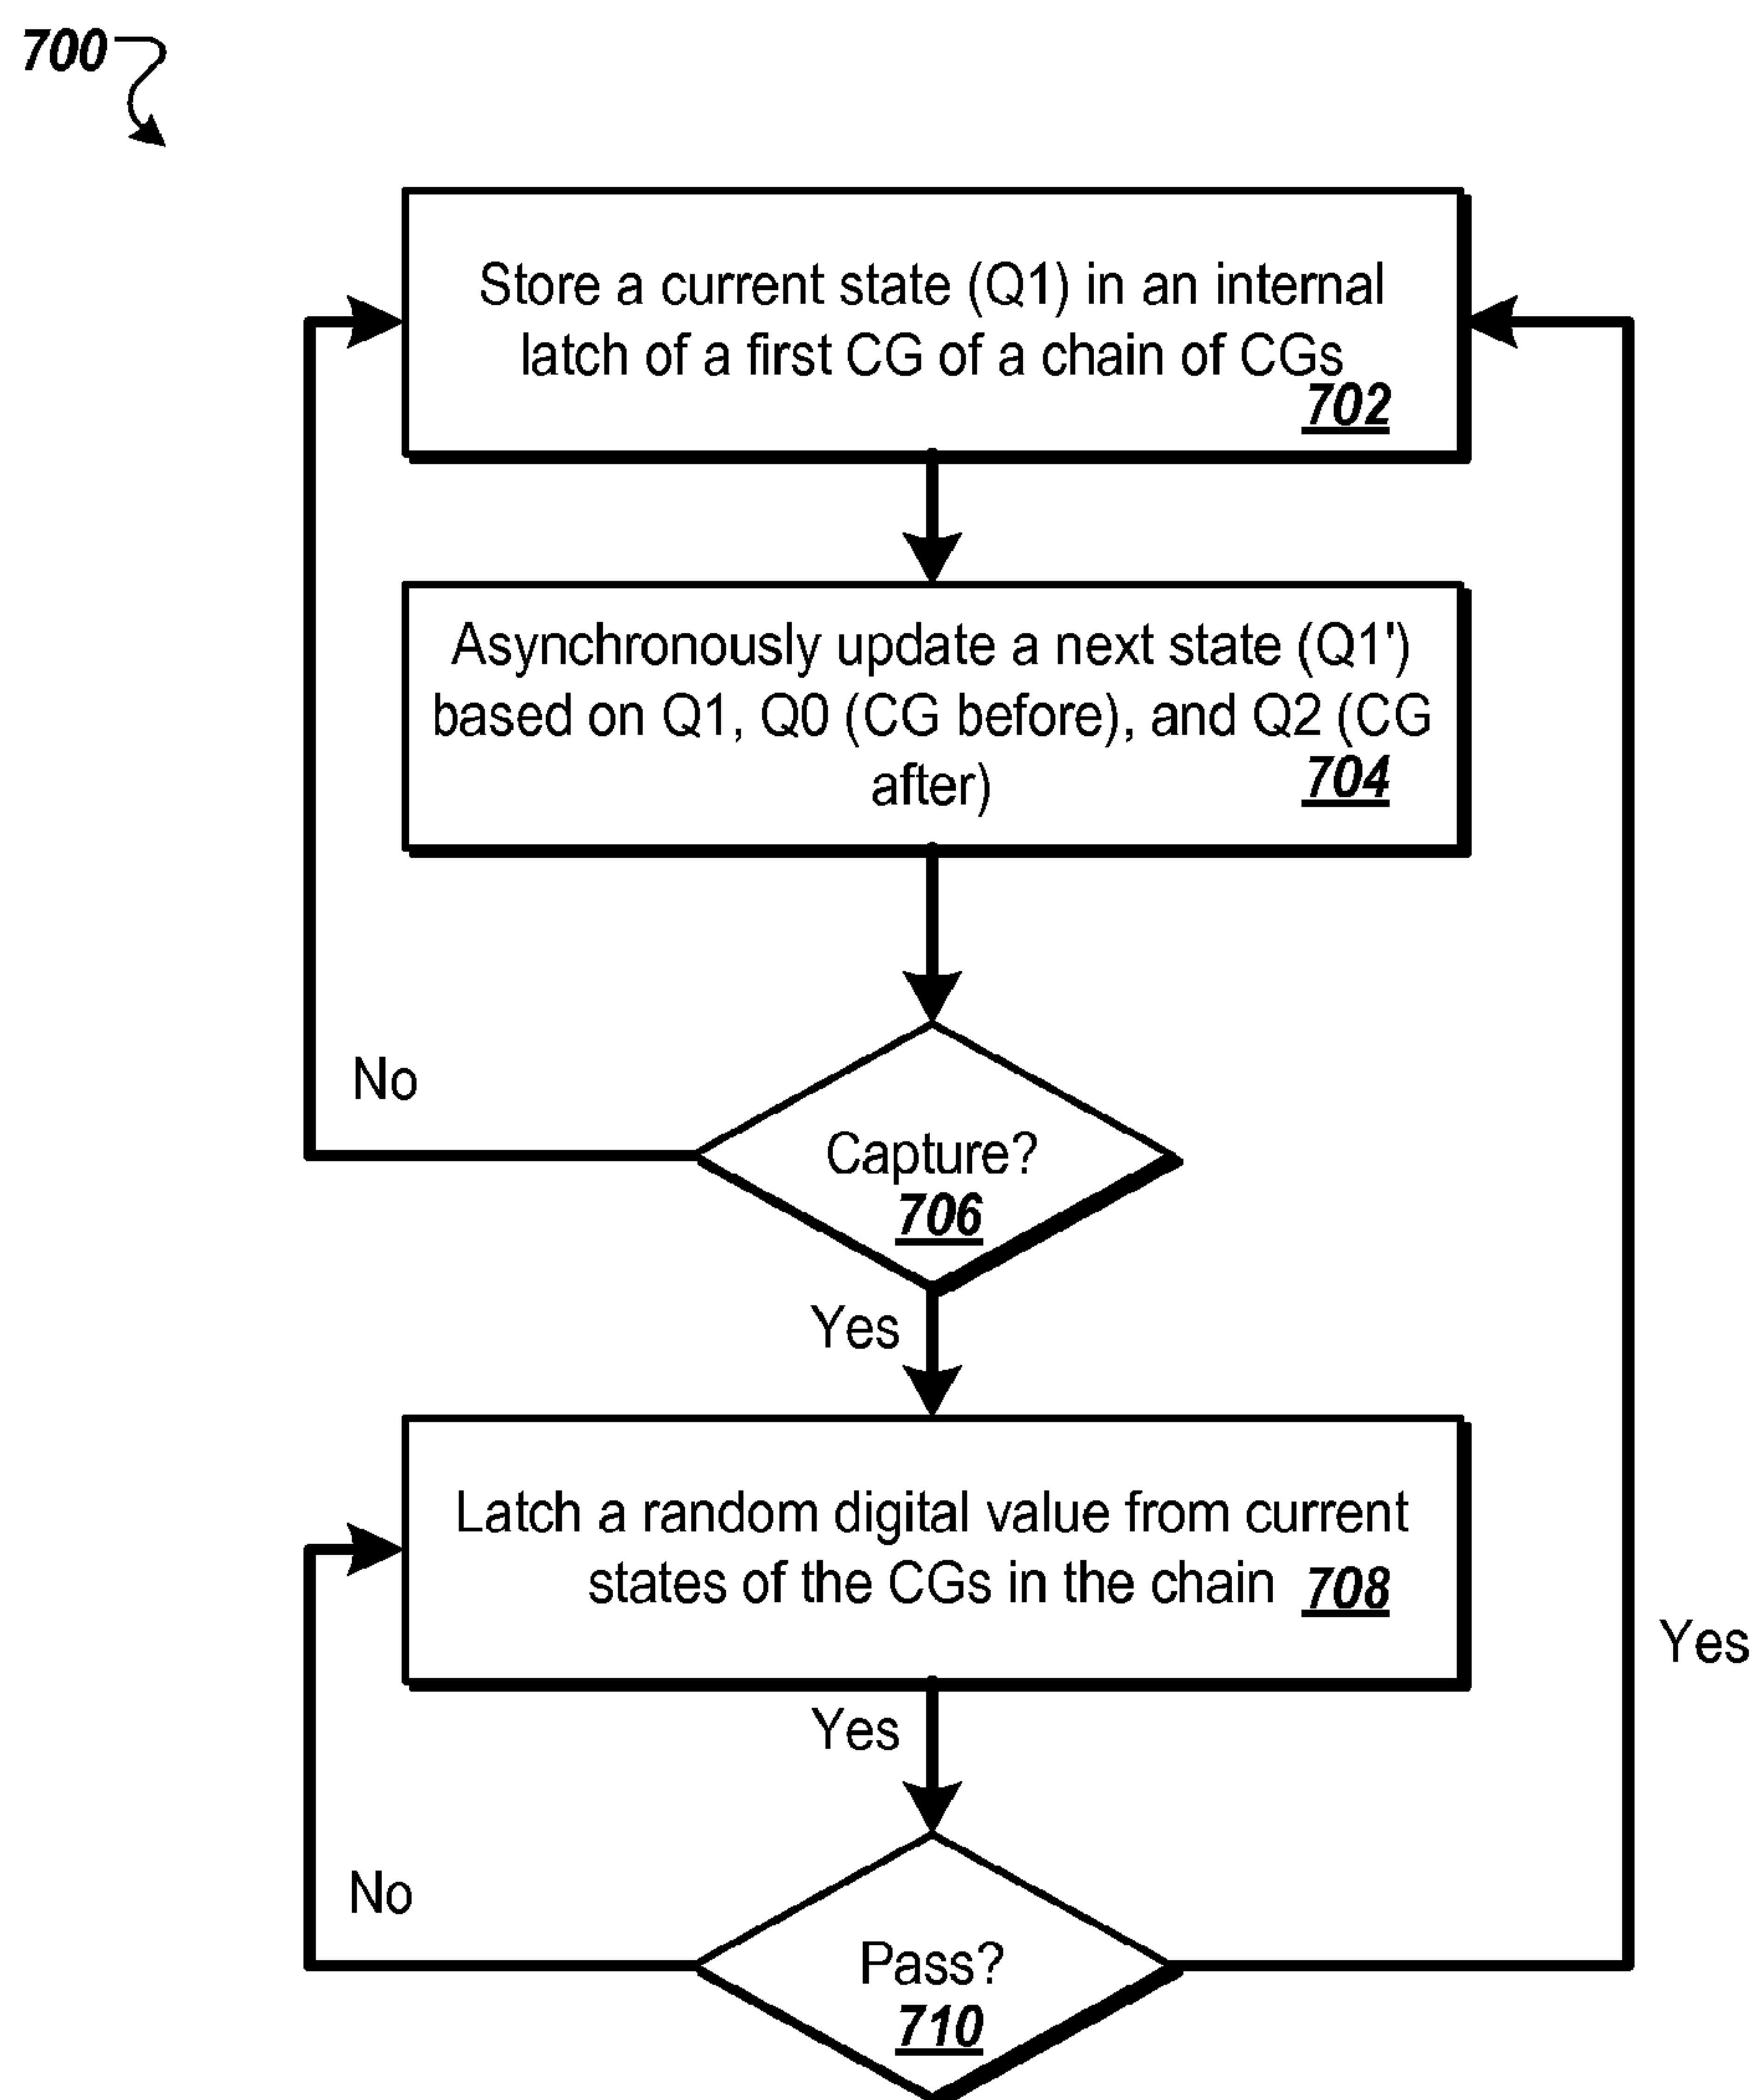 700
Store a current state (Q1) in an internal
latch of a first CG of a chain of CGs
702
Asynchronously update a next state (Q1')
based on Q1, Q0 (CG before), and Q2 (CG
after)
704
No
Capture?
706
Yes
Latch a random digital value from current
states of the CGs in the chain
708
Yes
Yes
No
Pass?
710